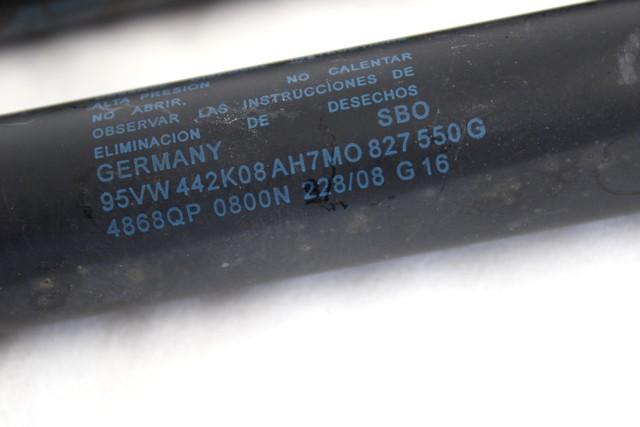 ALTA PRESION NO CALENTAR
NO ABRIR.
OBSERVAR LAS INSTRUCCIONES DE
ELIMINACION DE DESECHOS
GERMANY SBO
95VW 442K08 AH7MO 827 550 G
4868QP 0800N 228/08 G 16